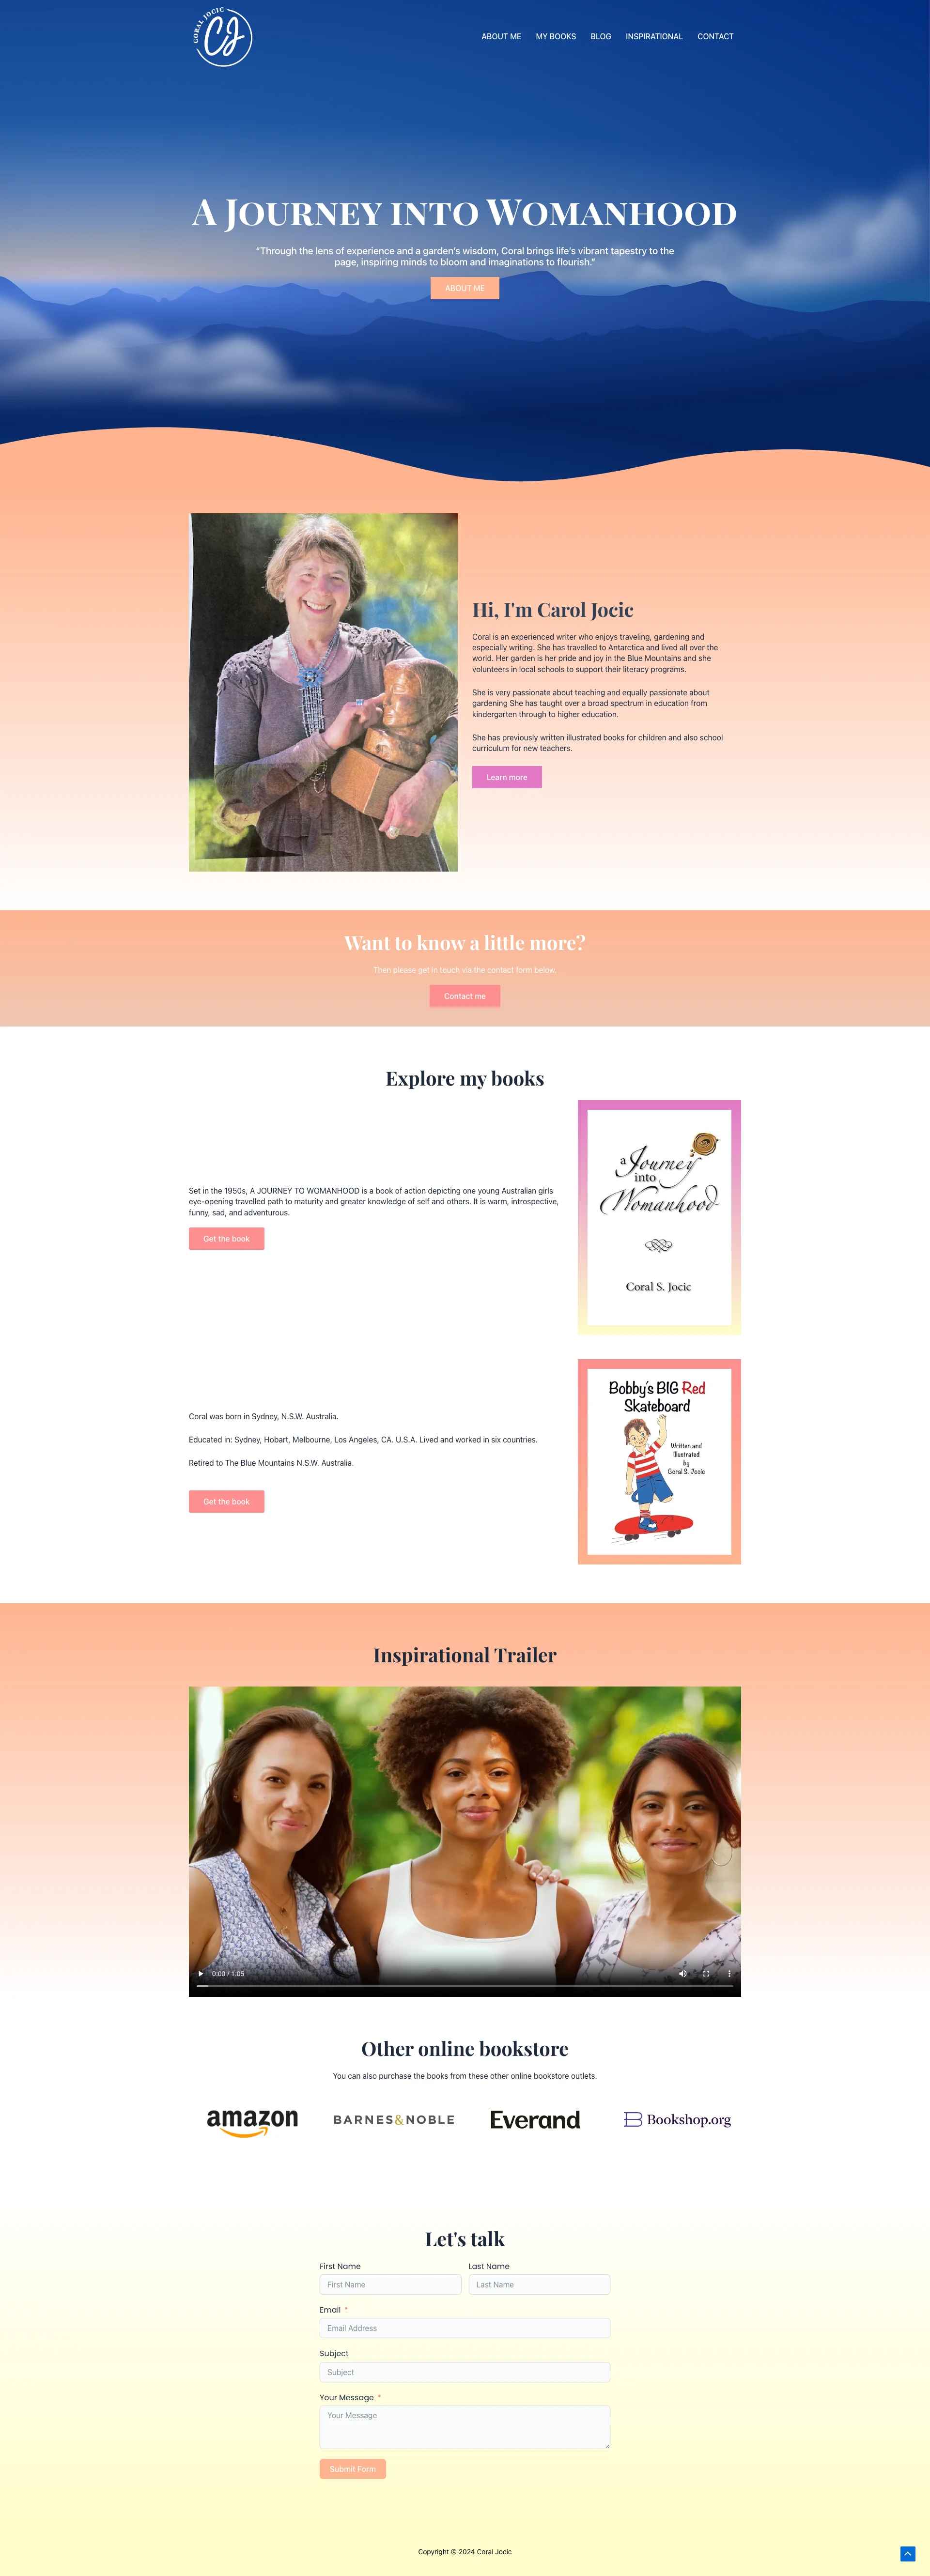 CORAL JOCIC
CJ
ABOUT ME MY BOOKS BLOG INSPIRATIONAL CONTACT
A Journey into Womanhood
“Through the lens of experience and a garden’s wisdom, Coral brings life’s vibrant tapestry to the
page, inspiring minds to bloom and imaginations to flourish.”
ABOUT ME
Hi, I'm Carol Jocic
Coral is an experienced writer who enjoys traveling, gardening and
especially writing. She has travelled to Antarctica and lived all over the
world. Her garden is her pride and joy in the Blue Mountains and she
volunteers in local schools to support their literacy programs.
She is very passionate about teaching and equally passionate about
gardening She has taught over a broad spectrum in education from
kindergarten through to higher education.
She has previously written illustrated books for children and also school
curriculum for new teachers.
Learn more
Want to know a little more?
Then please get in touch via the contact form below.
Contact me
Explore my books
Set in the 1950s, A JOURNEY TO WOMANHOOD is a book of action depicting one young Australian girls
eye-opening travelled path to maturity and greater knowledge of self and others. It is warm, introspective,
funny, sad, and adventurous.
Get the book
a Journey
into
Womanhood
Coral S. Jocic
Coral was born in Sydney, N.S.W. Australia.
Educated in: Sydney, Hobart, Melbourne, Los Angeles, CA. U.S.A. Lived and worked in six countries.
Retired to The Blue Mountains N.S.W. Australia.
Get the book
Bobby's BIG Red
Skateboard
Written and
Illustrated
by
Coral S. Jocic
Inspirational Trailer
0:00 / 1:05
Other online bookstore
You can also purchase the books from these other online bookstore outlets.
amazon BARNES&NOBLE Everand Bookshop.org
Let's talk
First Name Last Name
First Name Last Name
Email *
Email Address
Subject
Subject
Your Message *
Your Message
Submit Form
Copyright © 2024 Coral Jocic